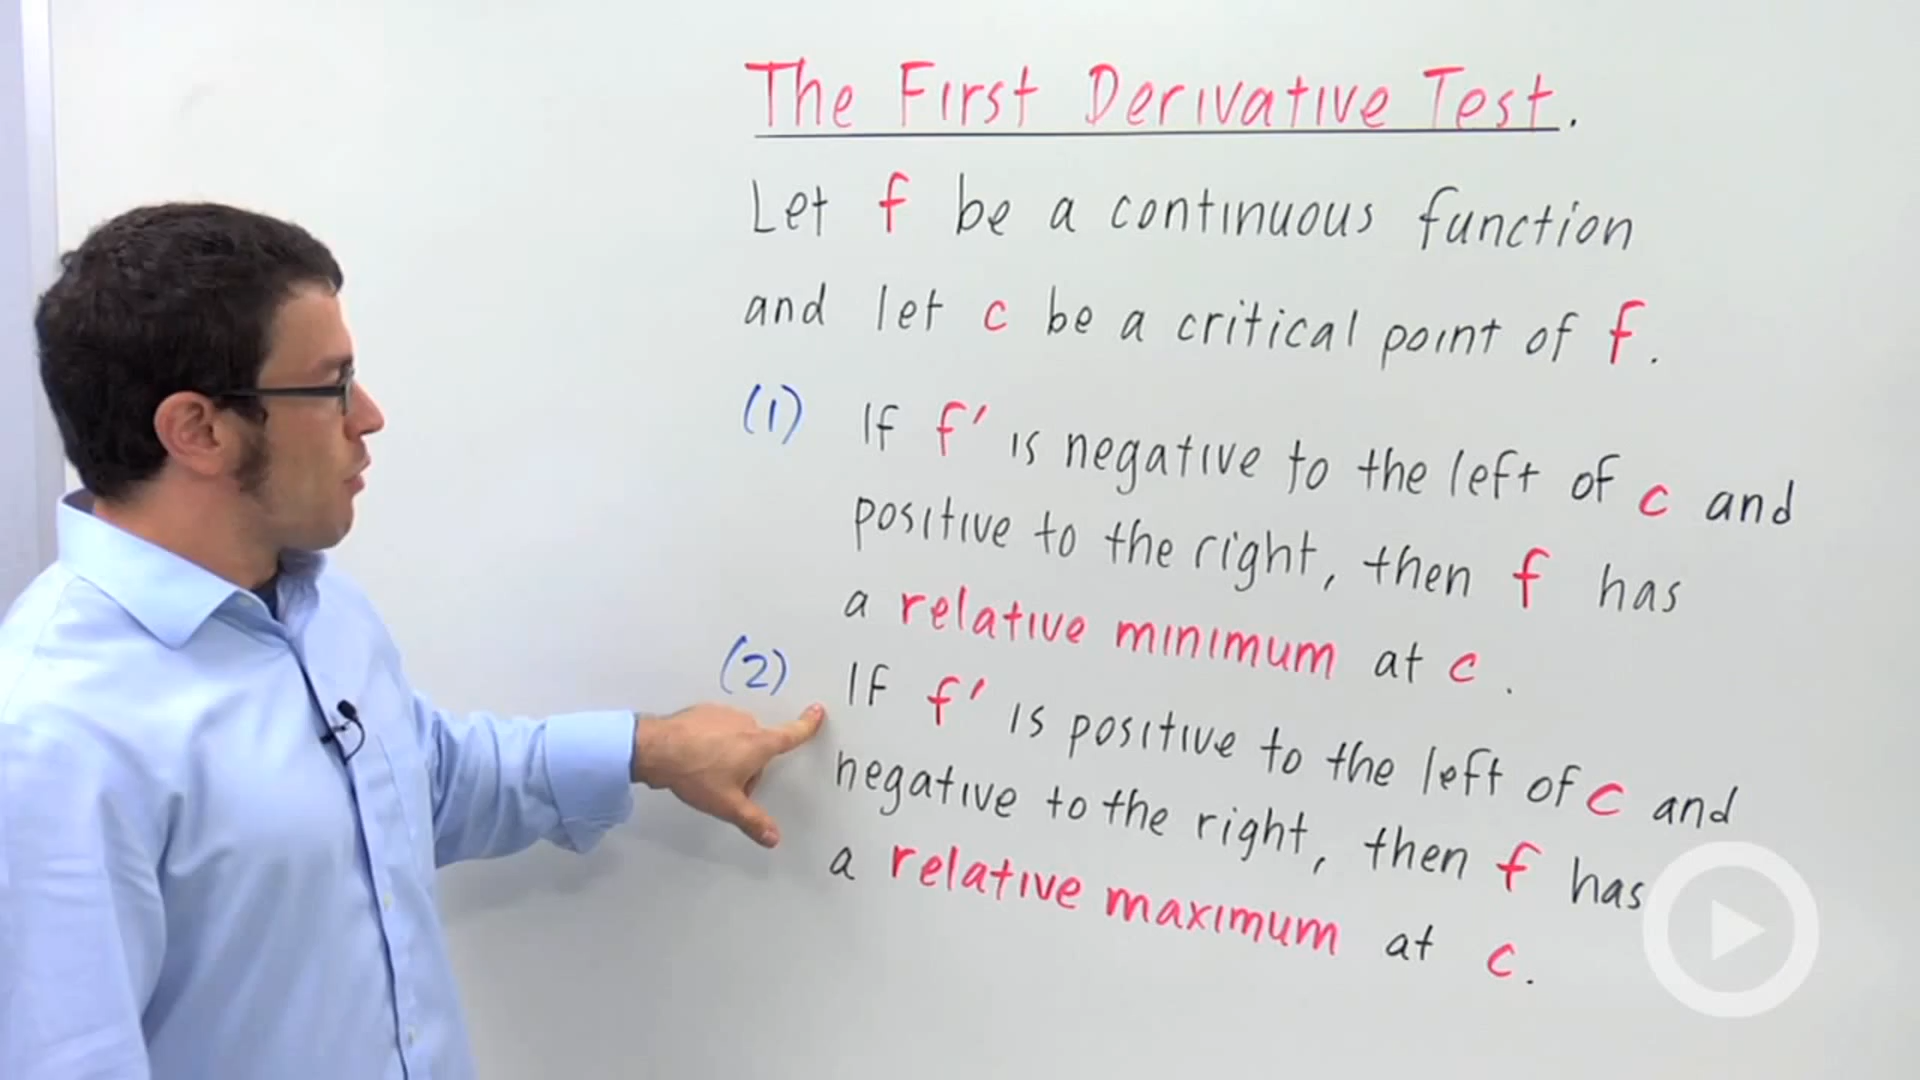 The First Derivative Test.
Let f be a continuous function
and let c be a critical point of f.
(1) If f' is negative to the left of c and
positive to the right, then f has
a relative minimum at c.
(2) If f' is positive to the left of c and
negative to the right, then f has
a relative maximum at c.